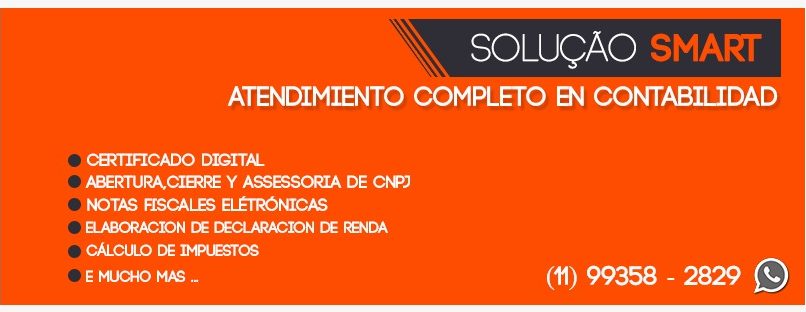 SOLUÇÃO SMART
ATENDIMIENTO COMPLETO EN CONTABILIDAD
CERTIFICADO DIGITAL
ABERTURA,CIERRE Y ASSESSORIA DE CNPJ
NOTAS FISCALES ELÉTRÓNICAS
ELABORACION DE DECLARACION DE RENDA
CÁLCULO DE IMPUESTOS
E MUCHO MAS ...
(11) 99358 - 2829